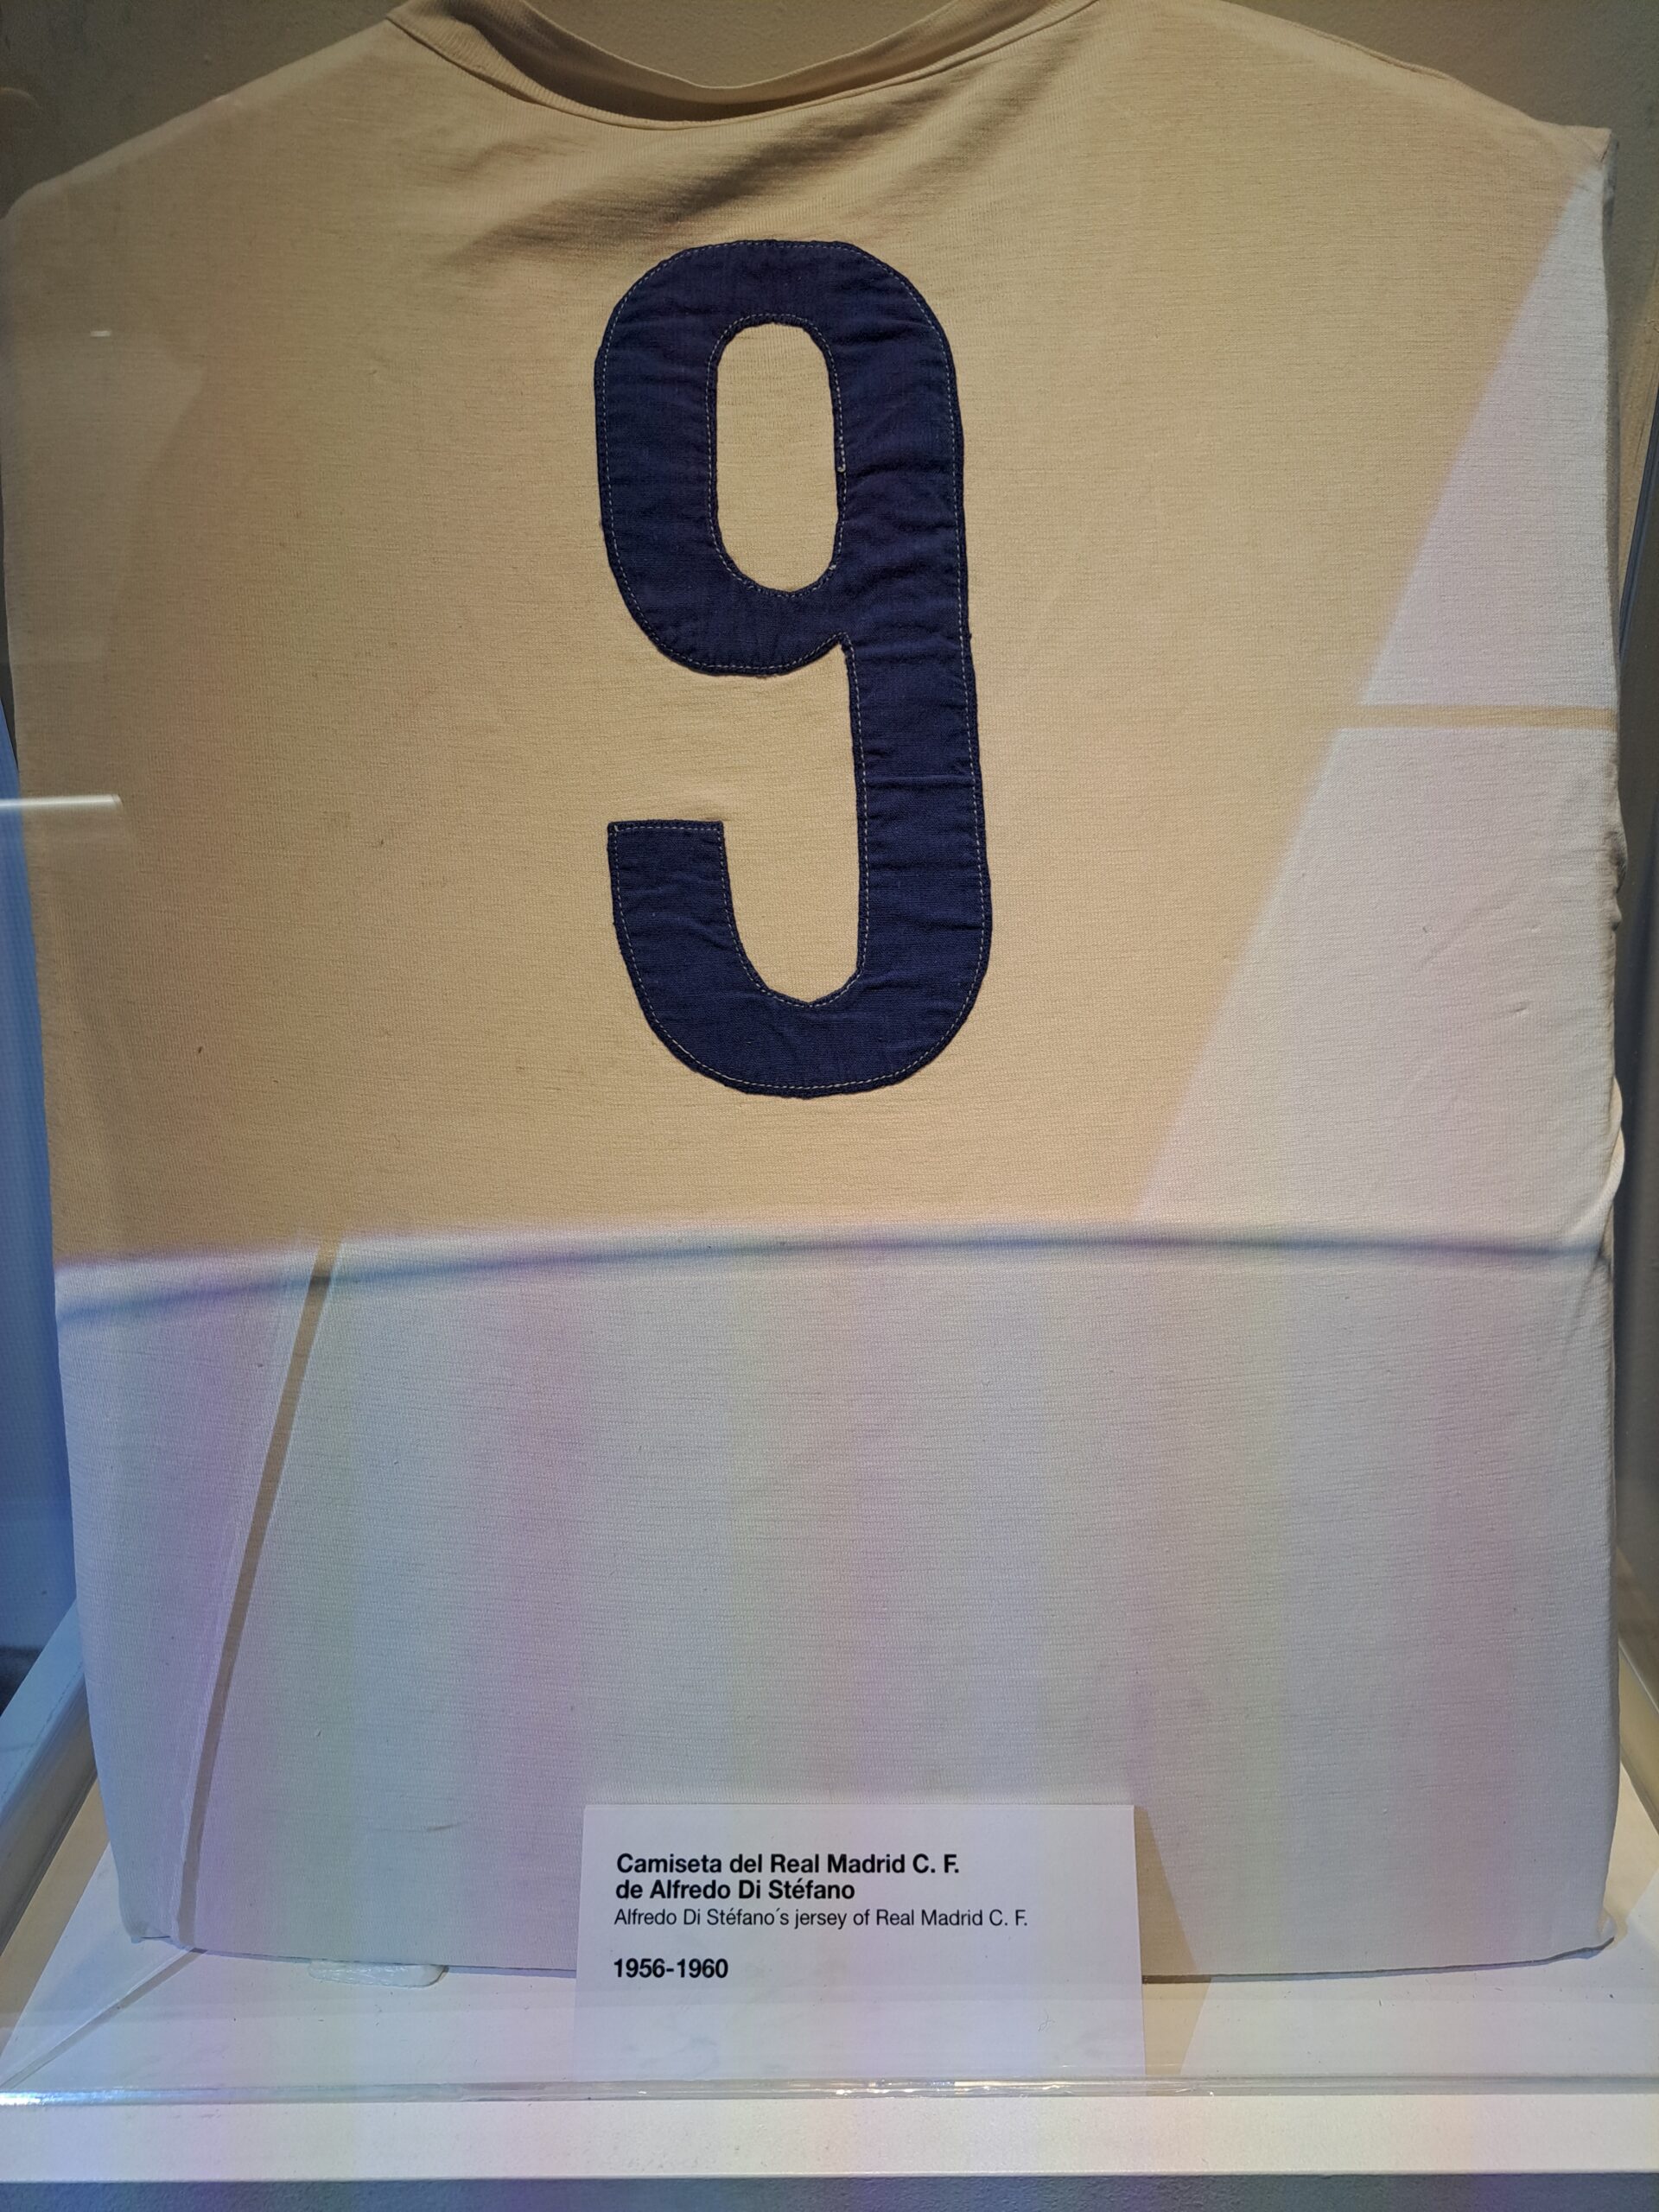 9
Camiseta del Real Madrid C. F.
de Alfredo Di Stéfano
Alfredo Di Stéfano´s jersey of Real Madrid C. F.
1956-1960